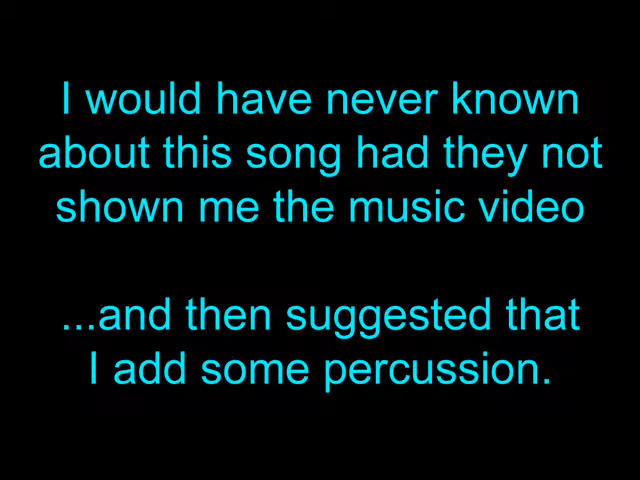 I would have never known
about this song had they not
shown me the music video
...and then suggested that
I add some percussion.